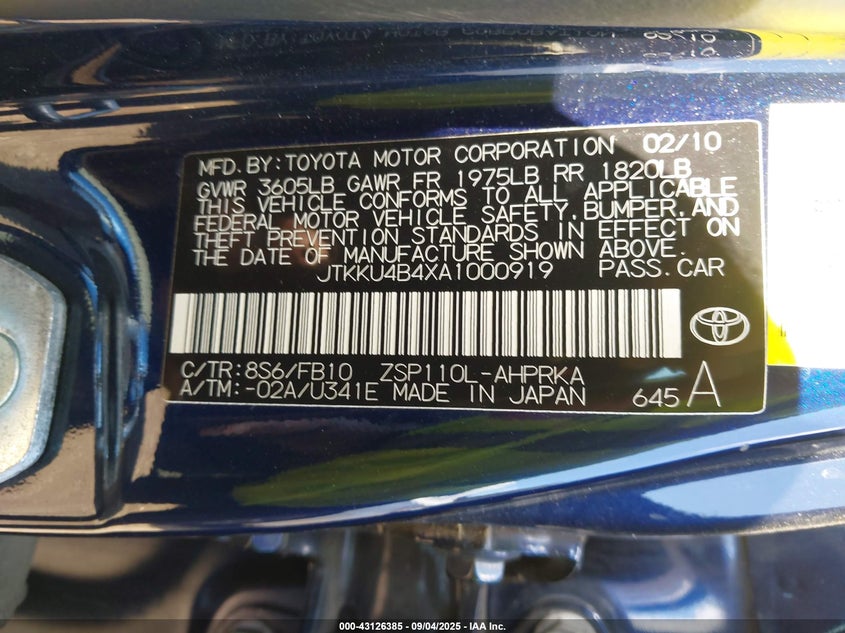 MFD. BY: TOYOTA MOTOR CORPORATION 02/10
GVWR 3605LB GAWR FR 1975LB RR 1820LB
THIS VEHICLE CONFORMS TO ALL APPLICABLE
FEDERAL MOTOR VEHICLE SAFETY, BUMPER, AND
THEFT PREVENTION STANDARDS IN EFFECT ON
THE DATE OF MANUFACTURE SHOWN ABOVE.
JTKKU4B4XA1000919 PASS. CAR
C/TR: 8S6/FB10 ZSP110L-AHPRKA
A/TM: -02A/U341E MADE IN JAPAN 645 A
000-43126385 - 09/04/2025 - IAA Inc.